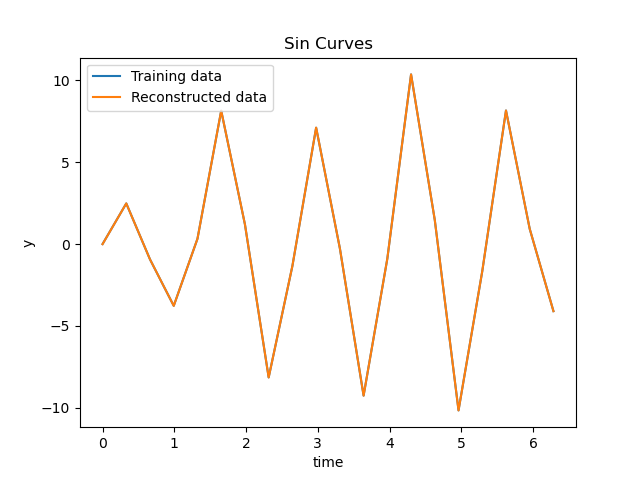 Sin Curves
Training data
Reconstructed data
10
5
0
−5
−10
y
0 1 2 3 4 5 6
time